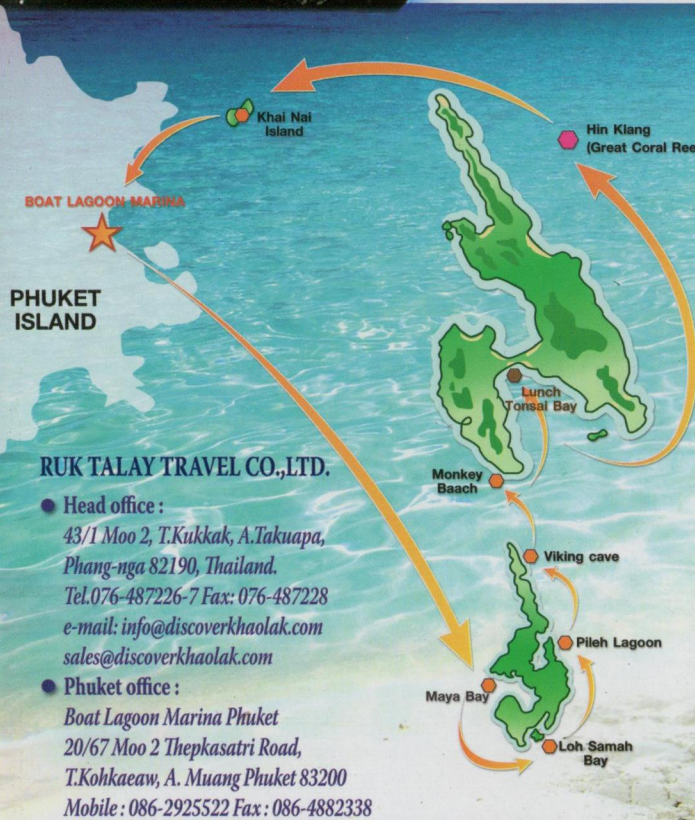 Khai Nai
Island
Hin Klang
(Great Coral Ree
BOAT LAGOON MARINA
PHUKET
ISLAND
Lunch
Tonsai Bay
Monkey
Baach
Viking cave
Pileh Lagoon
Maya Bay
Loh Samah
Bay
RUK TALAY TRAVEL CO.,LTD.
● Head office :
43/1 Moo 2, T.Kukkak, A.Takuapa,
Phang-nga 82190, Thailand.
Tel.076-487226-7 Fax: 076-487228
e-mail: info@discoverkhaolak.com
sales@discoverkhaolak.com
● Phuket office :
Boat Lagoon Marina Phuket
20/67 Moo 2 Thepkasatri Road,
T.Kohkaeaw, A. Muang Phuket 83200
Mobile : 086-2925522 Fax : 086-4882338